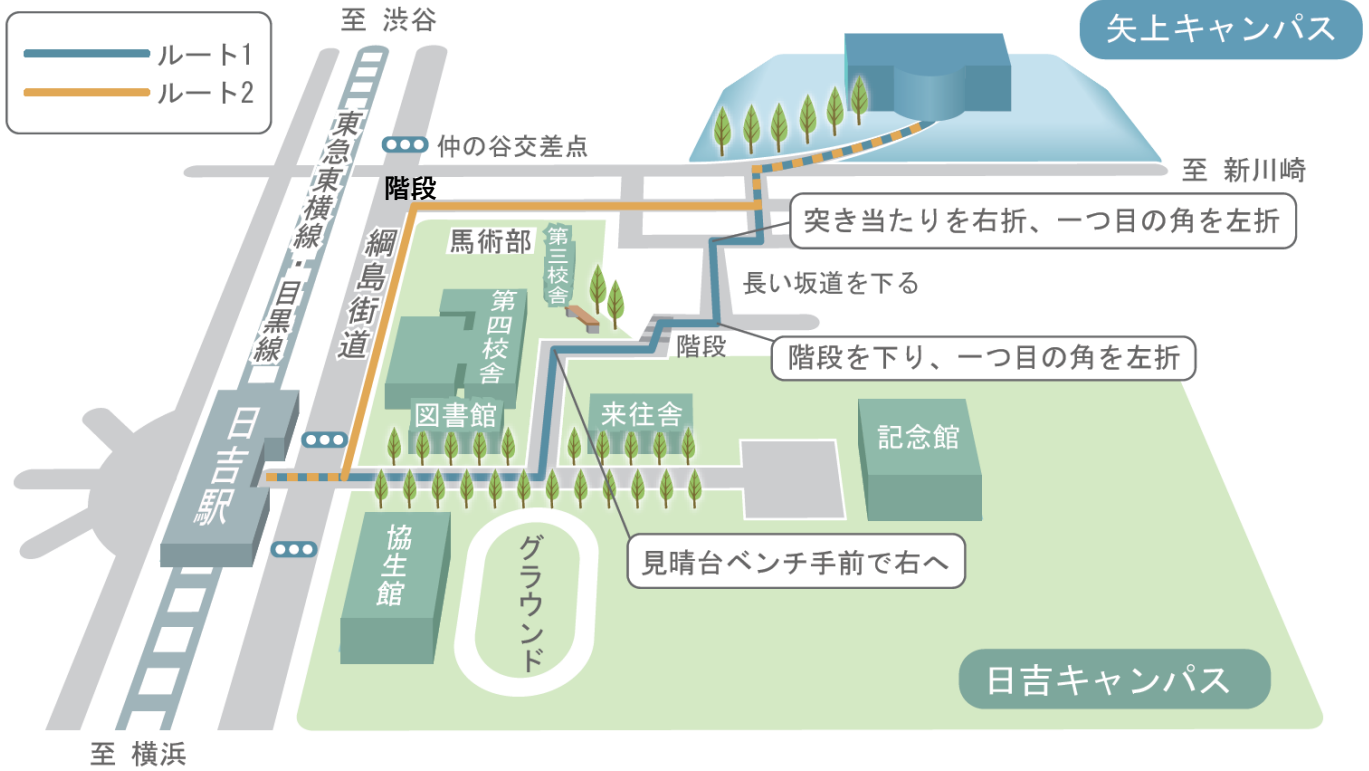 至 渋谷
矢上キャンパス
ルート1
ルート2
東急東横線・目黒線
仲の谷交差点
至 新川崎
階段
突き当たりを右折、一つ目の角を左折
綱島街道
馬術部
第三校舎
長い坂道を下る
第四校舎
階段
階段を下り、一つ目の角を左折
図書館
来往舎
記念館
日吉駅
協生館
グラウンド
見晴台ベンチ手前で右へ
日吉キャンパス
至 横浜